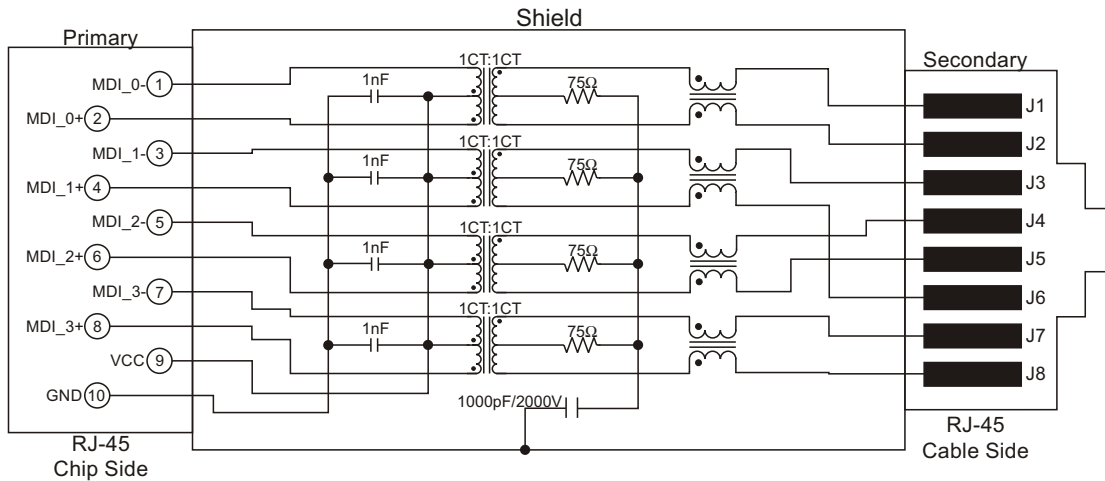 Shield
Primary
Secondary
MDI_0- 1
MDI_0+ 2
MDI_1- 3
MDI_1+ 4
MDI_2- 5
MDI_2+ 6
MDI_3- 7
MDI_3+ 8
VCC 9
GND 10
1nF
1CT:1CT
75Ω
1nF
1CT:1CT
75Ω
1nF
1CT:1CT
75Ω
1nF
1CT:1CT
75Ω
1000pF/2000V
J1
J2
J3
J4
J5
J6
J7
J8
RJ-45
Chip Side
RJ-45
Cable Side